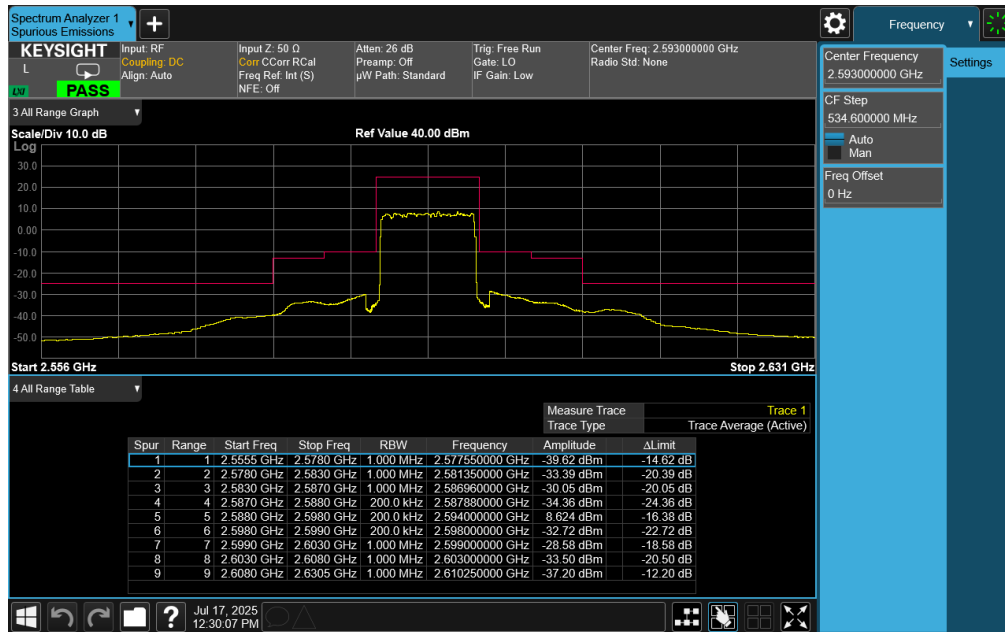 Spectrum Analyzer 1
Spurious Emissions
+
Frequency
KEYSIGHT
L
LXI
PASS
Input: RF
Coupling: DC
Align: Auto
Input Z: 50 Ω
Corr CCorr RCal
Freq Ref: Int (S)
NFE: Off
Atten: 26 dB
Preamp: Off
µW Path: Standard
Trig: Free Run
Gate: LO
IF Gain: Low
Center Freq: 2.593000000 GHz
Radio Std: None
Center Frequency
2.593000000 GHz
Settings
CF Step
534.600000 MHz
Auto
Man
Freq Offset
0 Hz
3 All Range Graph
Scale/Div 10.0 dB Ref Value 40.00 dBm
Log
30.0
20.0
10.0
0.00
-10.0
-20.0
-30.0
-40.0
-50.0
Start 2.556 GHz Stop 2.631 GHz
4 All Range Table
Measure Trace Trace 1
Trace Type Trace Average (Active)
Spur Range Start Freq Stop Freq RBW Frequency Amplitude ΔLimit
1 1 2.5555 GHz 2.5780 GHz 1.000 MHz 2.577550000 GHz -39.62 dBm -14.62 dB
2 2 2.5780 GHz 2.5830 GHz 1.000 MHz 2.581350000 GHz -33.39 dBm -20.39 dB
3 3 2.5830 GHz 2.5870 GHz 1.000 MHz 2.586960000 GHz -30.05 dBm -20.05 dB
4 4 2.5870 GHz 2.5880 GHz 200.0 kHz 2.587880000 GHz -34.36 dBm -24.36 dB
5 5 2.5880 GHz 2.5980 GHz 200.0 kHz 2.594000000 GHz 8.624 dBm -16.38 dB
6 6 2.5980 GHz 2.5990 GHz 200.0 kHz 2.598000000 GHz -32.72 dBm -22.72 dB
7 7 2.5990 GHz 2.6030 GHz 1.000 MHz 2.599000000 GHz -28.58 dBm -18.58 dB
8 8 2.6030 GHz 2.6080 GHz 1.000 MHz 2.603000000 GHz -33.50 dBm -20.50 dB
9 9 2.6080 GHz 2.6305 GHz 1.000 MHz 2.610250000 GHz -37.20 dBm -12.20 dB
?
Jul 17, 2025
12:30:07 PM